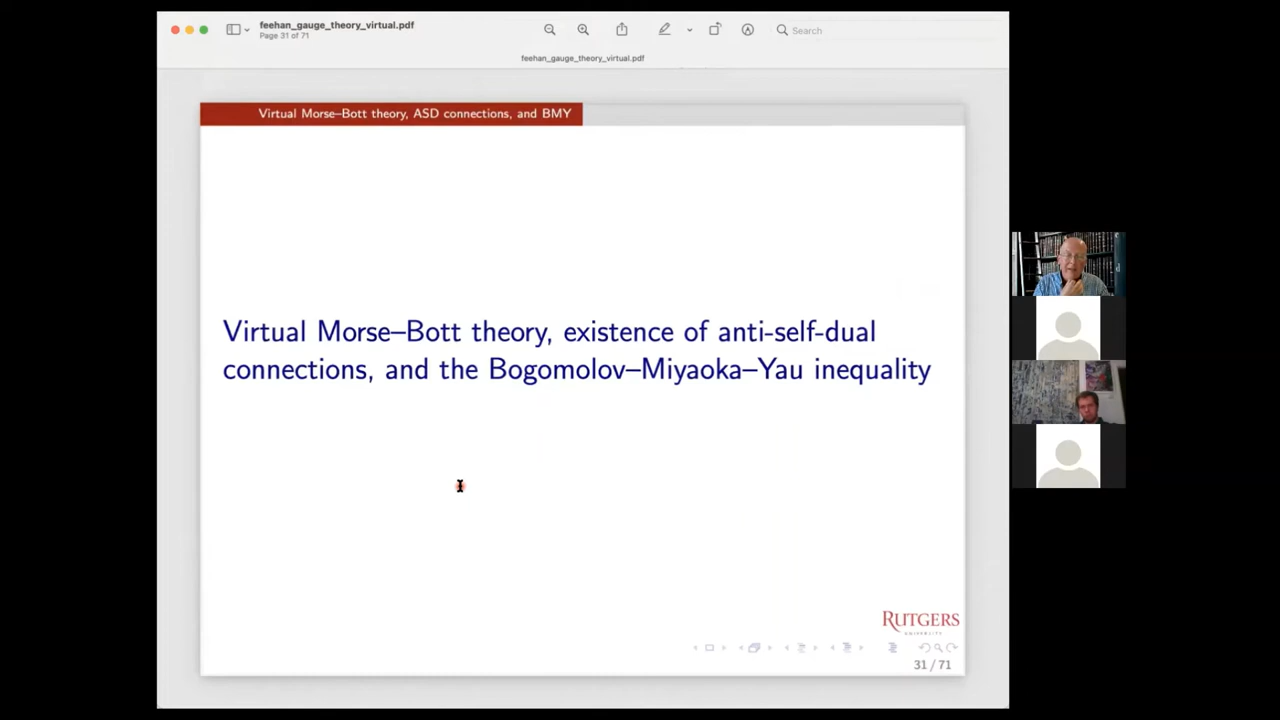 feehan_gauge_theory_virtual.pdf
Page 31 of 71
Search
feehan_gauge_theory_virtual.pdf
Virtual Morse–Bott theory, ASD connections, and BMY
Virtual Morse–Bott theory, existence of anti-self-dual
connections, and the Bogomolov–Miyaoka–Yau inequality
RUTGERS
UNIVERSITY
31 / 71